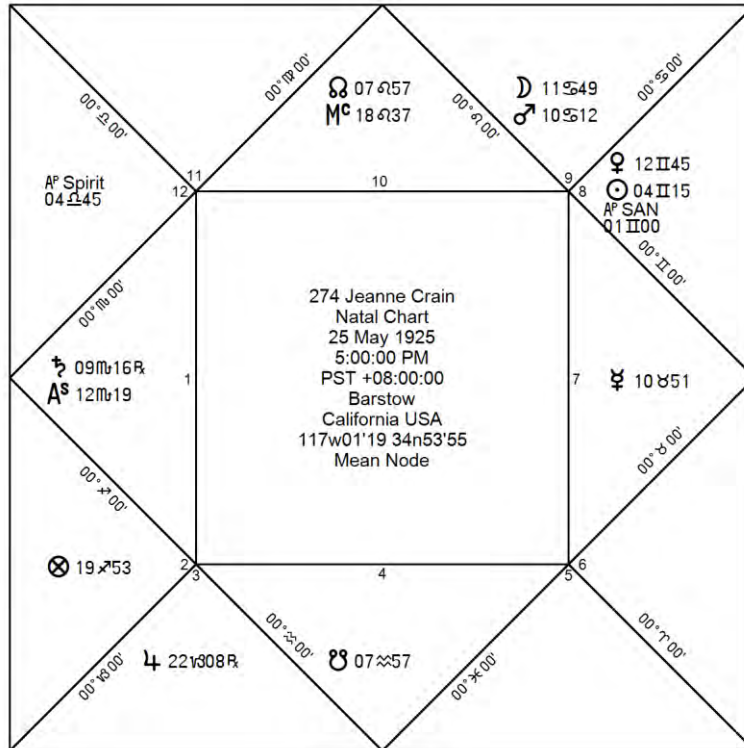 00°♍00'
☊ 07♌57
Mᶜ 18♌37
00°♌00'
☽ 11♋49
♂ 10♋12
00°♋00'
00°♎00'
11
12
10
9
8
Aᴾ Spirit
04♎45
♀ 12♊45
☉ 04♊15
Aᴾ SAN
01♊00
00°♊00'
00°♏00'
274 Jeanne Crain
Natal Chart
25 May 1925
5:00:00 PM
PST +08:00:00
Barstow
California USA
117w01'19 34n53'55
Mean Node
♄ 09♏16℞
Aˢ 12♏19
1
7
☿ 10♉51
00°♉00'
00°♐00'
⊗ 19♐53
2
3
4
5
6
00°♈00'
00°♑00'
♃ 22♑08℞
00°♒00'
☋ 07♒57
00°♓00'